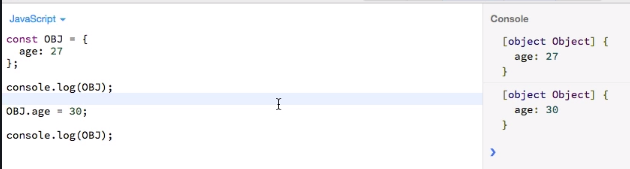 JavaScript
const OBJ = {
  age: 27
};
console.log(OBJ);
OBJ.age = 30;
console.log(OBJ);
Console
[object Object] {
  age: 27
}
[object Object] {
  age: 30
}